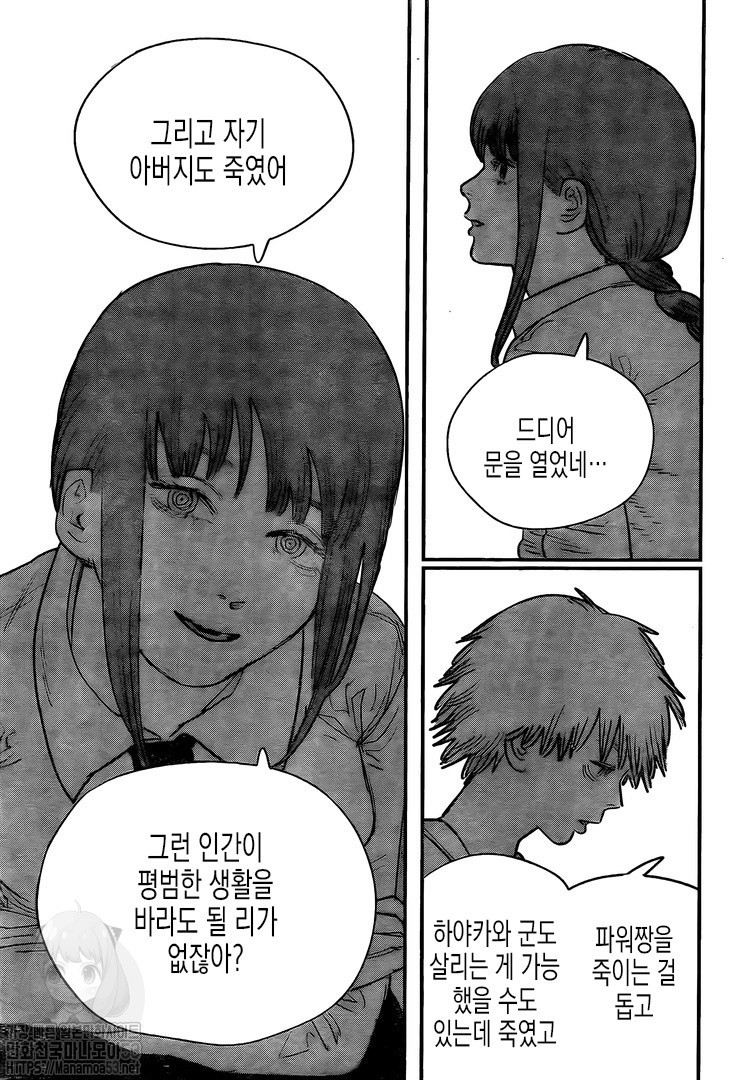 드디어
문을 열었네…
파워짱을
죽이는 걸
돕고
하야카와 군도
살리는 게 가능
했을 수도
있는데 죽였고
그리고 자기
아버지도 죽였어
그런 인간이
평범한 생활을
바라도 될 리가
없잖아?
HTTPS://MANAMOA53.NET